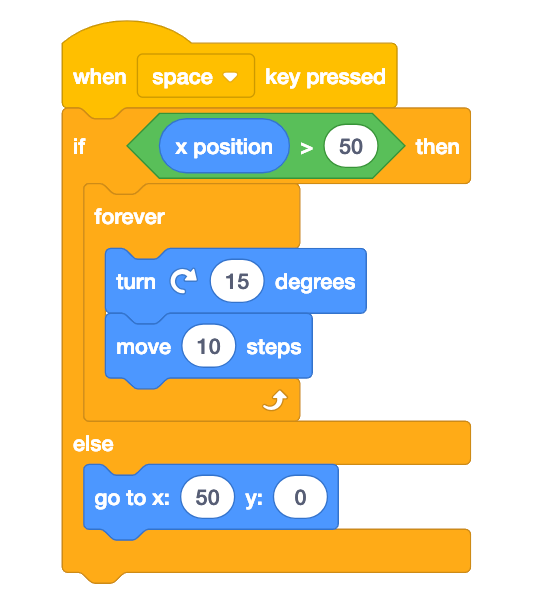 when space key pressed
if x position > 50 then
forever
turn 15 degrees
move 10 steps
else
go to x: 50 y: 0